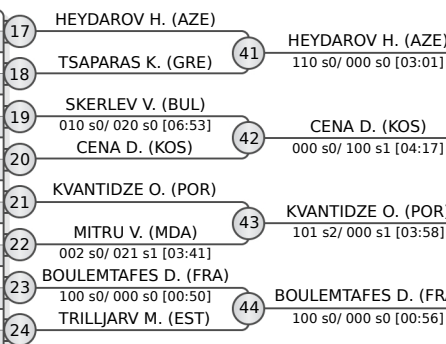 17
HEYDAROV H. (AZE)
41
HEYDAROV H. (AZE)
110 s0/ 000 s0 [03:01]
18
TSAPARAS K. (GRE)
19
SKERLEV V. (BUL)
010 s0/ 020 s0 [06:53]
42
CENA D. (KOS)
000 s0/ 100 s1 [04:17]
20
CENA D. (KOS)
21
KVANTIDZE O. (POR)
43
KVANTIDZE O. (POR)
101 s2/ 000 s1 [03:58]
22
MITRU V. (MDA)
002 s0/ 021 s1 [03:41]
23
BOULEMTAFES D. (FRA)
100 s0/ 000 s0 [00:50]
44
BOULEMTAFES D. (FR
100 s0/ 000 s0 [00:56]
24
TRILLJARV M. (EST)